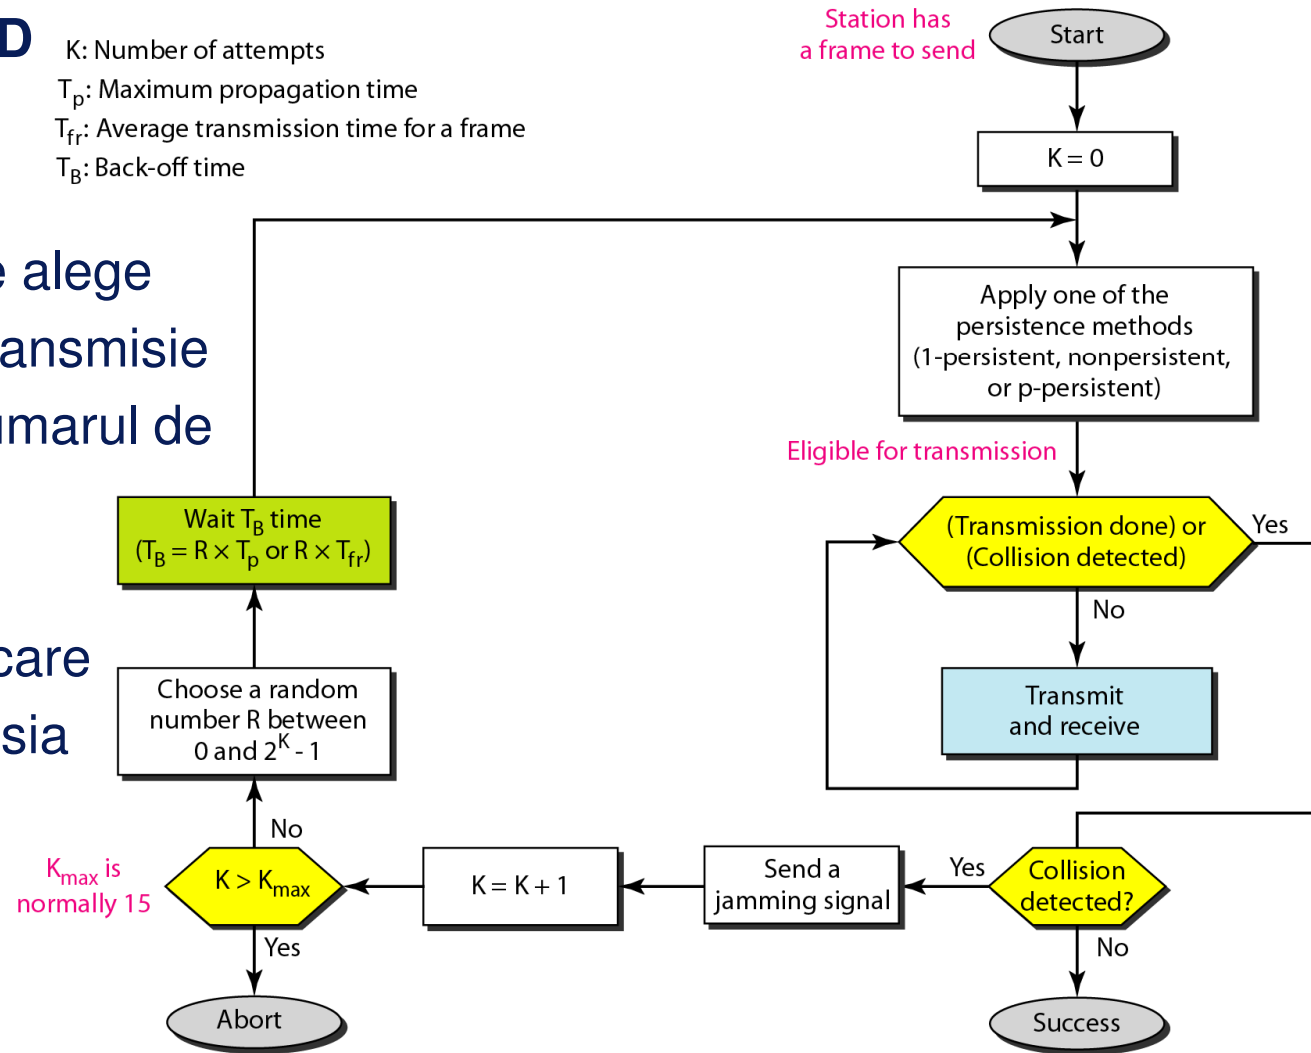 D
K: Number of attempts
Tp: Maximum propagation time
Tfr: Average transmission time for a frame
TB: Back-off time
Station has
a frame to send
Start
K = 0
e alege
ansmisie
umarul de
care
sia
Apply one of the
persistence methods
(1-persistent, nonpersistent,
or p-persistent)
Eligible for transmission
(Transmission done) or
(Collision detected)
Yes
No
Transmit
and receive
Wait TB time
(TB = R × Tp or R × Tfr)
Choose a random
number R between
0 and 2^K - 1
No
Kmax is
normally 15
K > Kmax
K = K + 1
Send a
jamming signal
Yes
Collision
detected?
Yes
No
Abort
Success